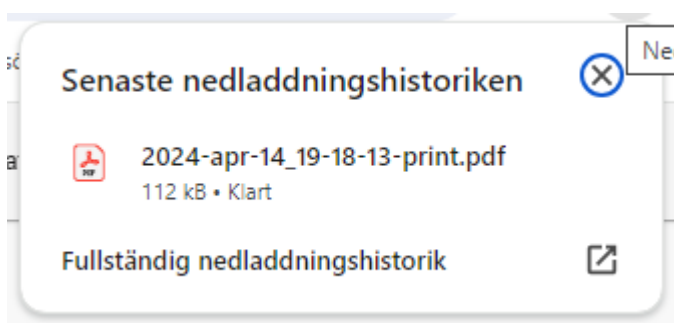 Senaste nedladdningshistoriken
2024-apr-14_19-18-13-print.pdf
112 kB • Klart
Fullständig nedladdningshistorik